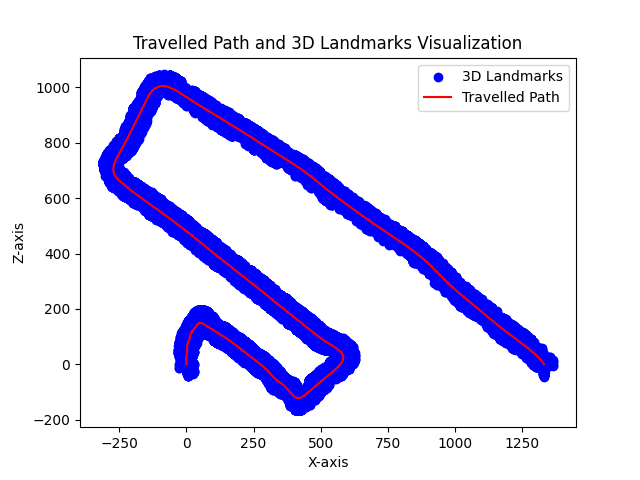 Travelled Path and 3D Landmarks Visualization
3D Landmarks
Travelled Path
1000
800
600
400
200
0
−200
Z-axis
−250
0
250
500
750
1000
1250
X-axis